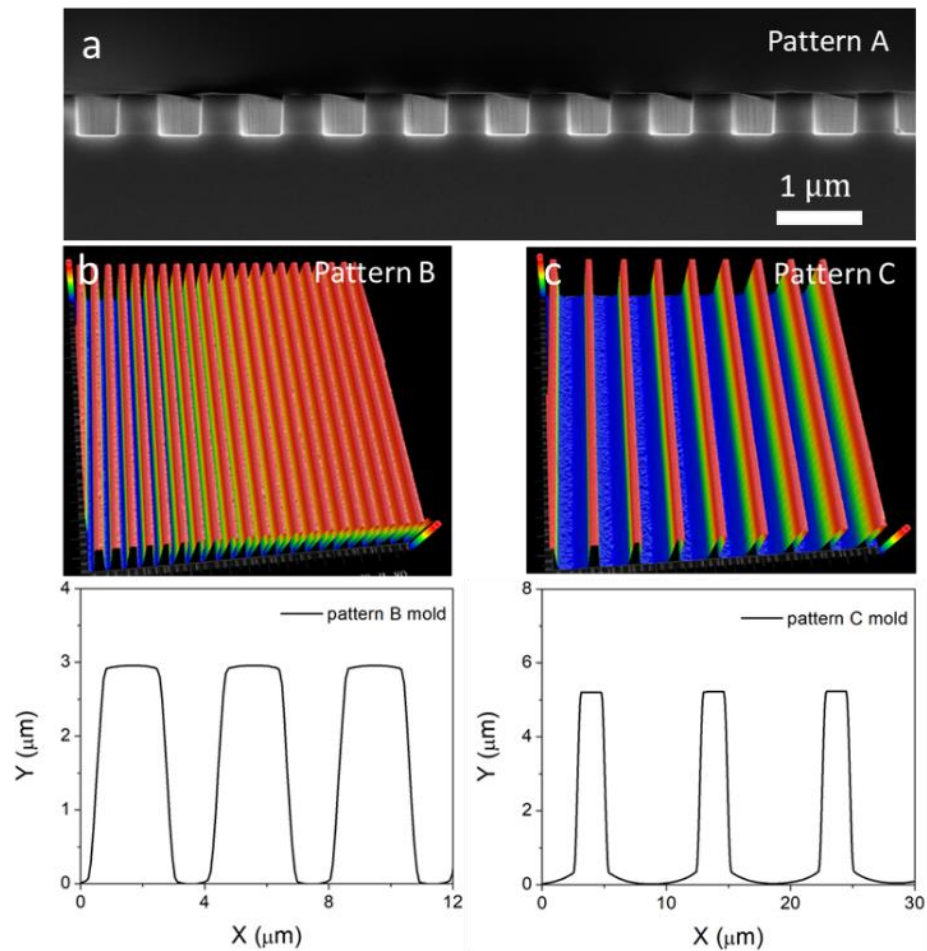 a
Pattern A
1 μm
b
Pattern B
c
Pattern C
4
3
2
1
0
Y (μm)
pattern B mold
0
4
8
12
X (μm)
8
6
4
2
0
Y (μm)
pattern C mold
0
10
20
30
X (μm)